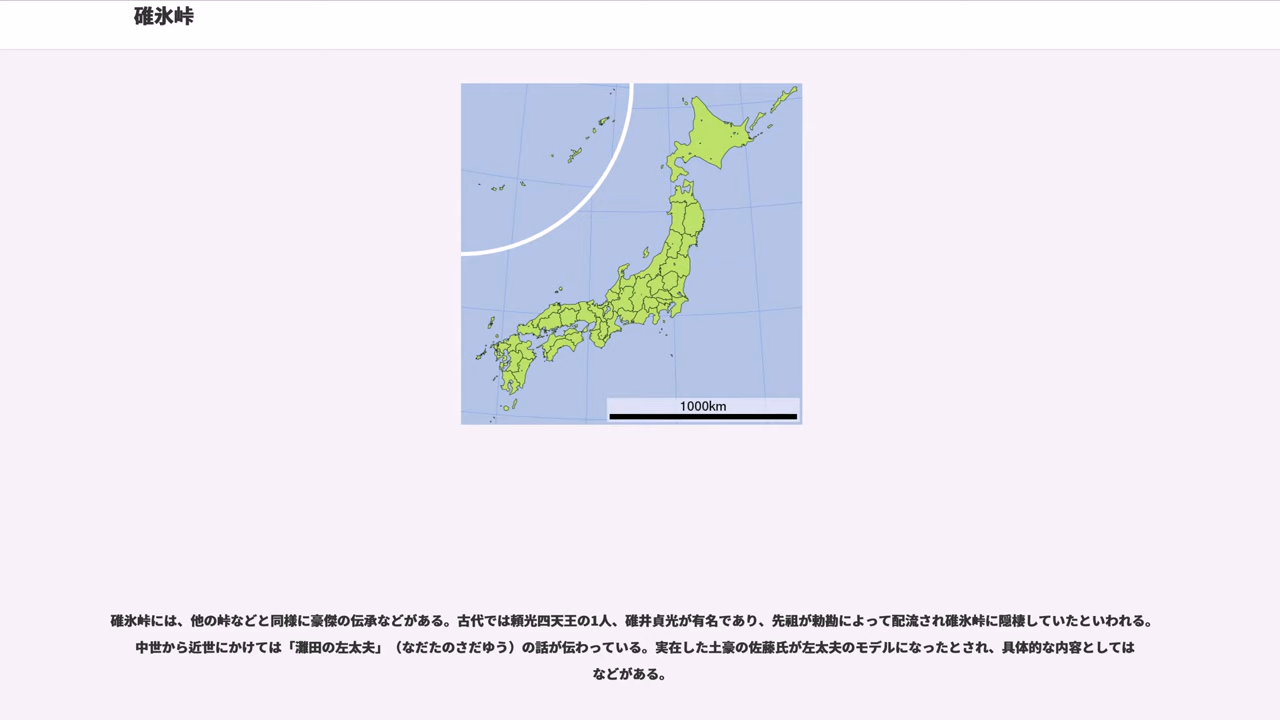 碓氷峠
1000km
碓氷峠には、他の峠などと同様に豪傑の伝承などがある。古代では頼光四天王の1人、碓井貞光が有名であり、先祖が勅勘によって配流され碓氷峠に隠棲していたといわれる。
中世から近世にかけては「灘田の左太夫」（なだたのさだゆう）の話が伝わっている。実在した土豪の佐藤氏が左太夫のモデルになったとされ、具体的な内容としては
などがある。